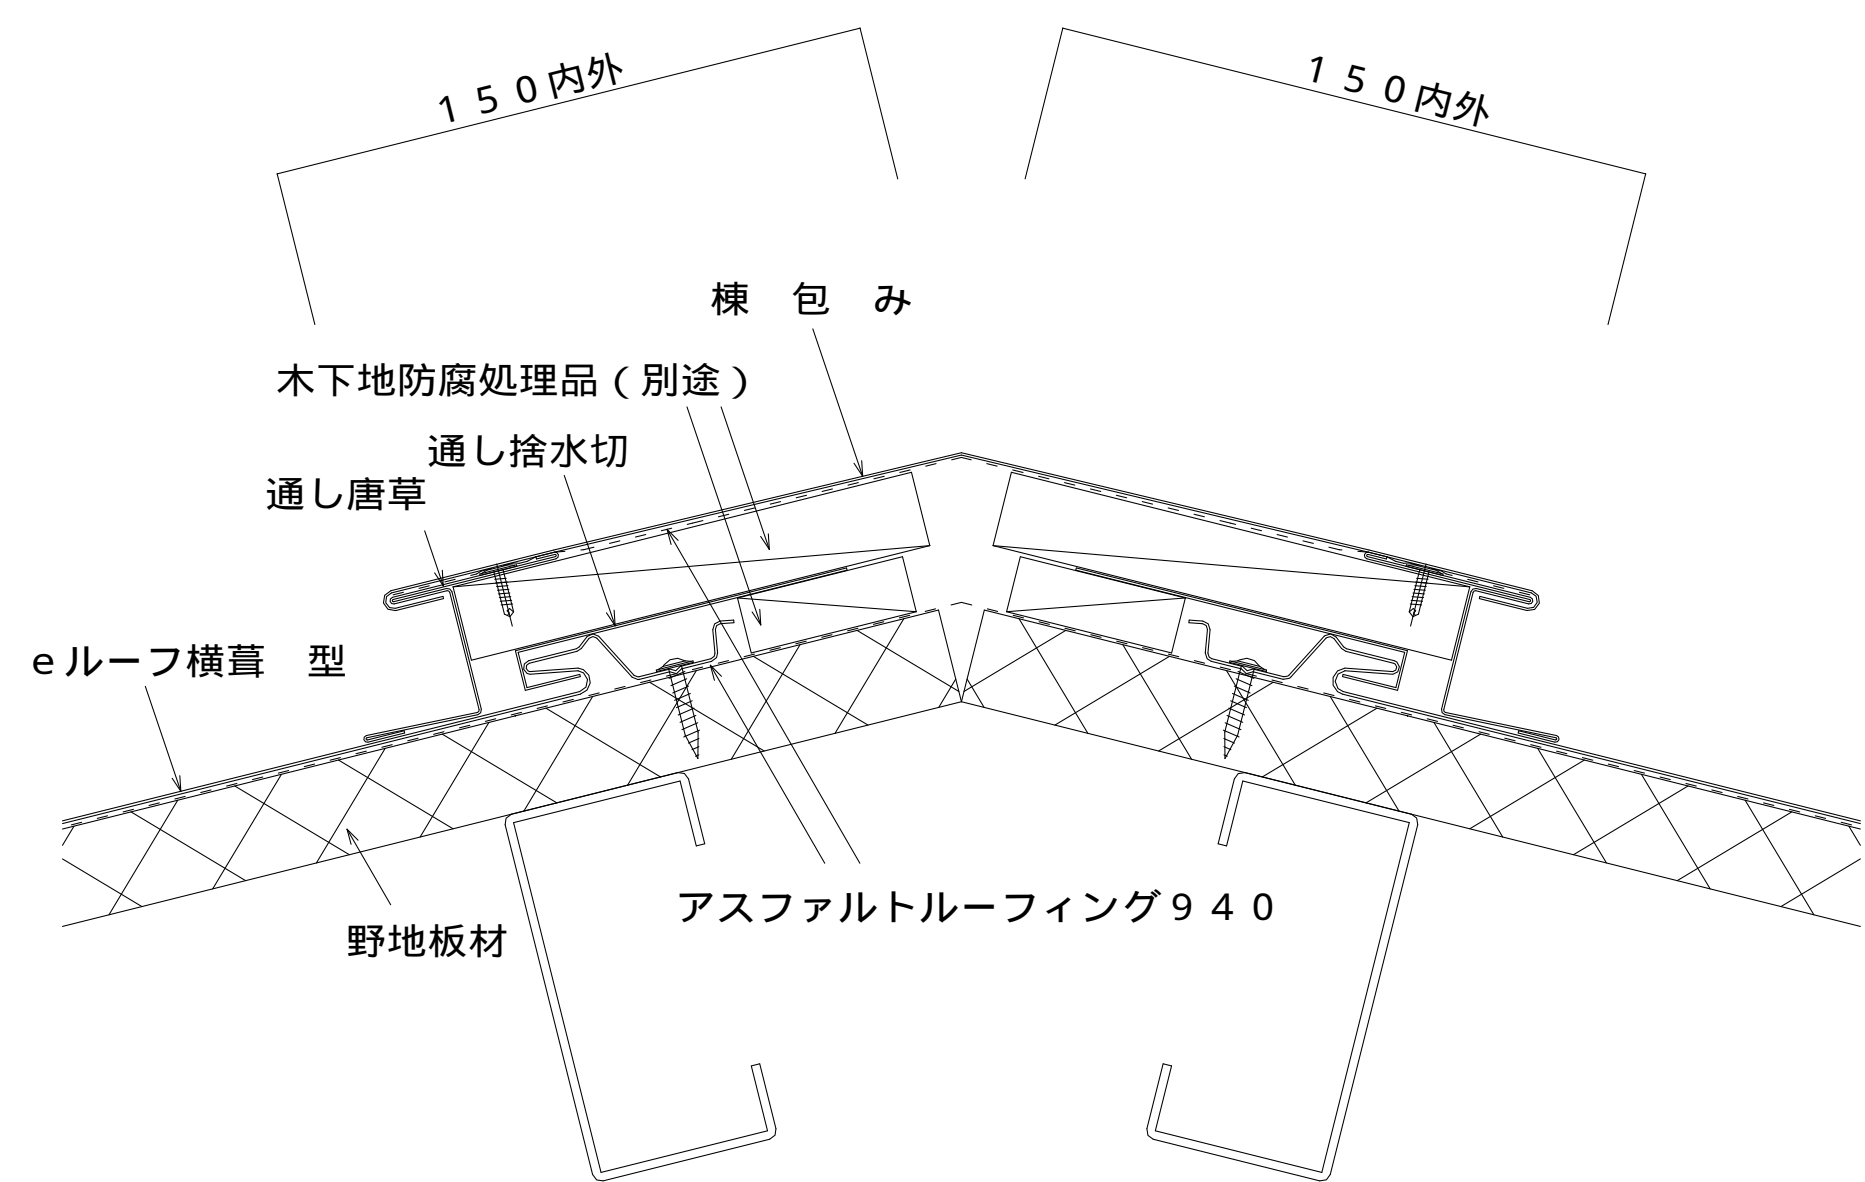 １５０内外
１５０内外
棟　包　み
木下地防腐処理品（別途）
通し捨水切
通し唐草
ｅルーフ横葺　型
アスファルトルーフィング９４０
野地板材